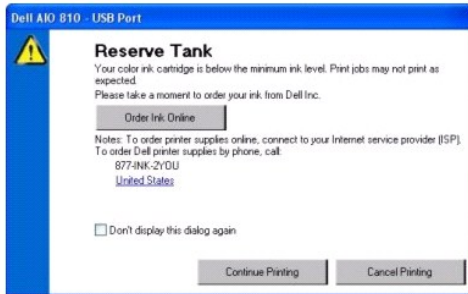 Dell AIO 810 - USB Port
Reserve Tank
Your color ink cartridge is below the minimum ink level. Print jobs may not print as
expected.
Please take a moment to order your ink from Dell Inc.
Order Ink Online
Notes: To order printer supplies online, connect to your Internet service provider (ISP).
To order Dell printer supplies by phone, call:
877-INK-2YOU
United States
Don't display this dialog again
Continue Printing
Cancel Printing